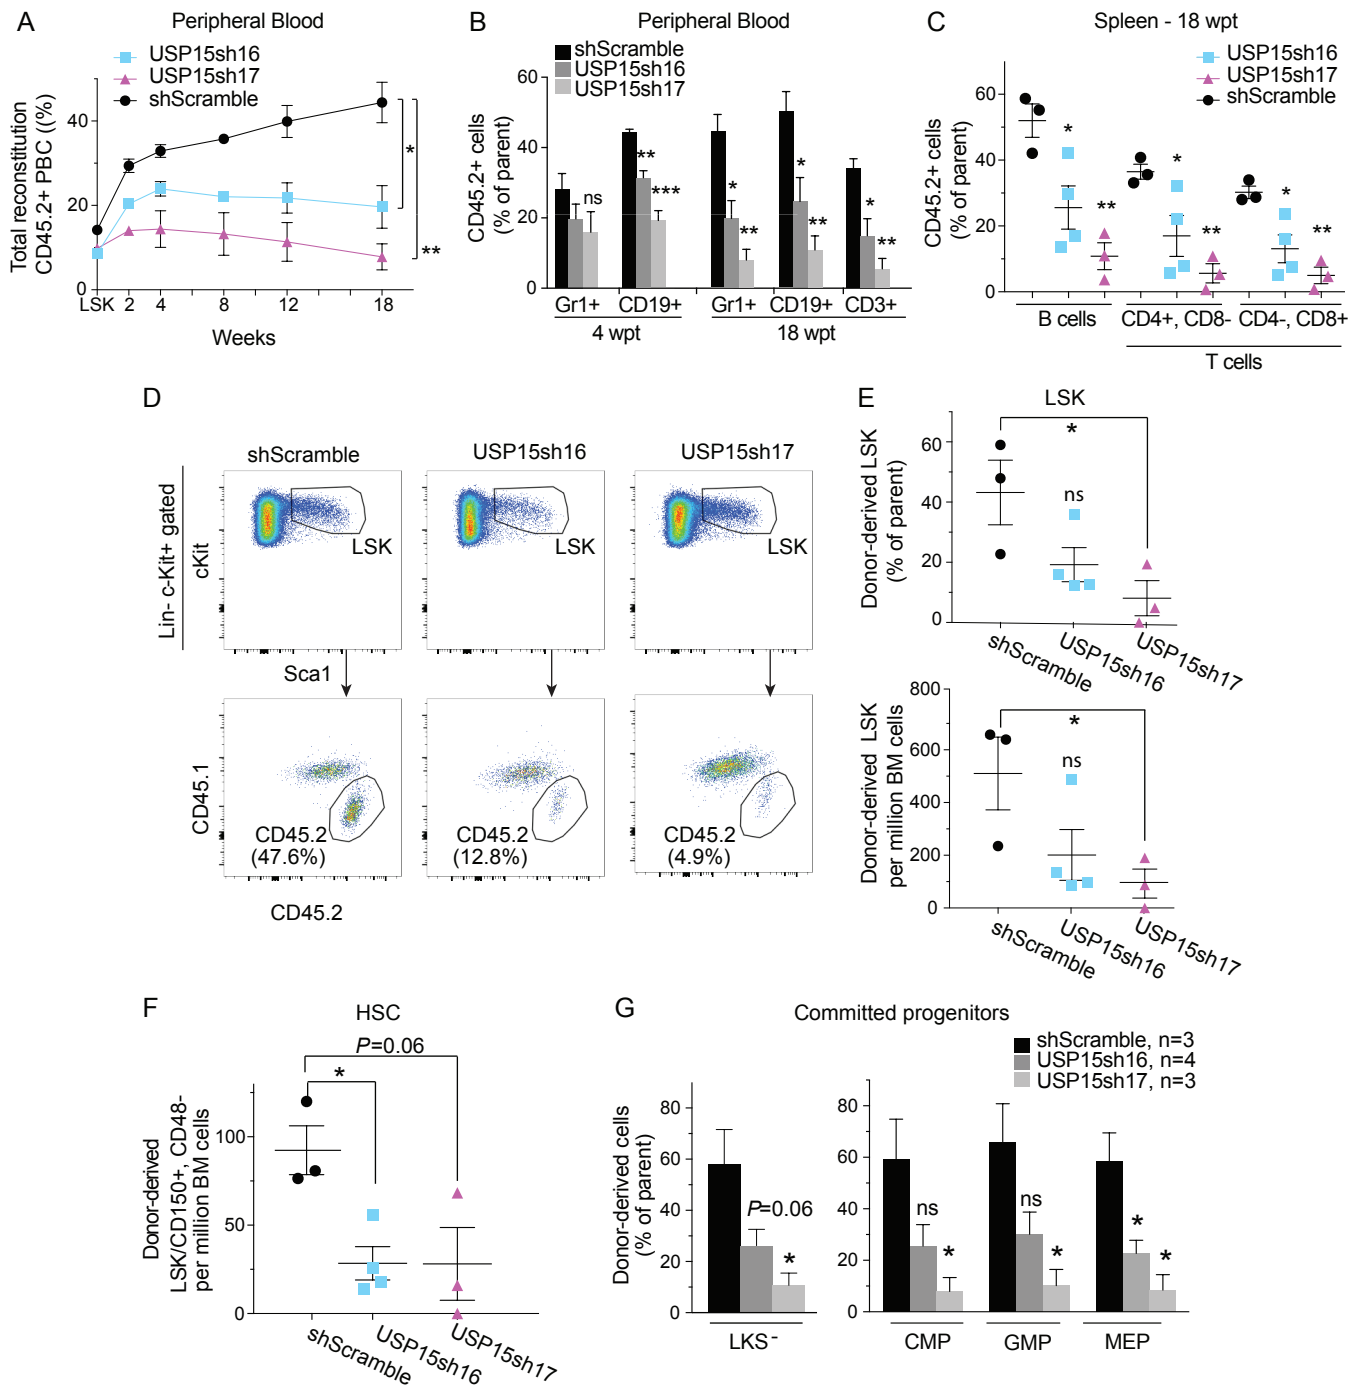 A
Peripheral Blood
USP15sh16
USP15sh17
shScramble
Total reconstitution
CD45.2+ PBC ((%)
40
20
0
*
**
LSK 2 4 8 12 18
Weeks
B
Peripheral Blood
shScramble
USP15sh16
USP15sh17
CD45.2+ cells
(% of parent)
60
40
20
0
ns
**
***
*
**
*
**
*
**
Gr1+ CD19+ Gr1+ CD19+ CD3+
4 wpt 18 wpt
C
Spleen - 18 wpt
USP15sh16
USP15sh17
shScramble
CD45.2+ cells
(% of parent)
60
40
20
0
*
**
*
**
*
**
B cells CD4+, CD8- CD4-, CD8+
T cells
D
shScramble USP15sh16 USP15sh17
Lin- c-Kit+ gated
cKit
LSK LSK LSK
Sca1
CD45.1
CD45.2 CD45.2 CD45.2
(47.6%) (12.8%) (4.9%)
CD45.2
E
LSK
Donor-derived LSK
(% of parent)
60
40
20
0
*
ns
shScramble
USP15sh16
USP15sh17
Donor-derived LSK
per million BM cells
800
600
400
200
0
*
ns
shScramble
USP15sh16
USP15sh17
F
HSC
P=0.06
*
Donor-derived
LSK/CD150+, CD48-
per million BM cells
100
50
0
shScramble
USP15sh16
USP15sh17
G
Committed progenitors
shScramble, n=3
USP15sh16, n=4
USP15sh17, n=3
Donor-derived cells
(% of parent)
80
60
40
20
0
P=0.06
*
LKS-
80
60
40
20
0
ns
*
ns
*
*
*
CMP GMP MEP